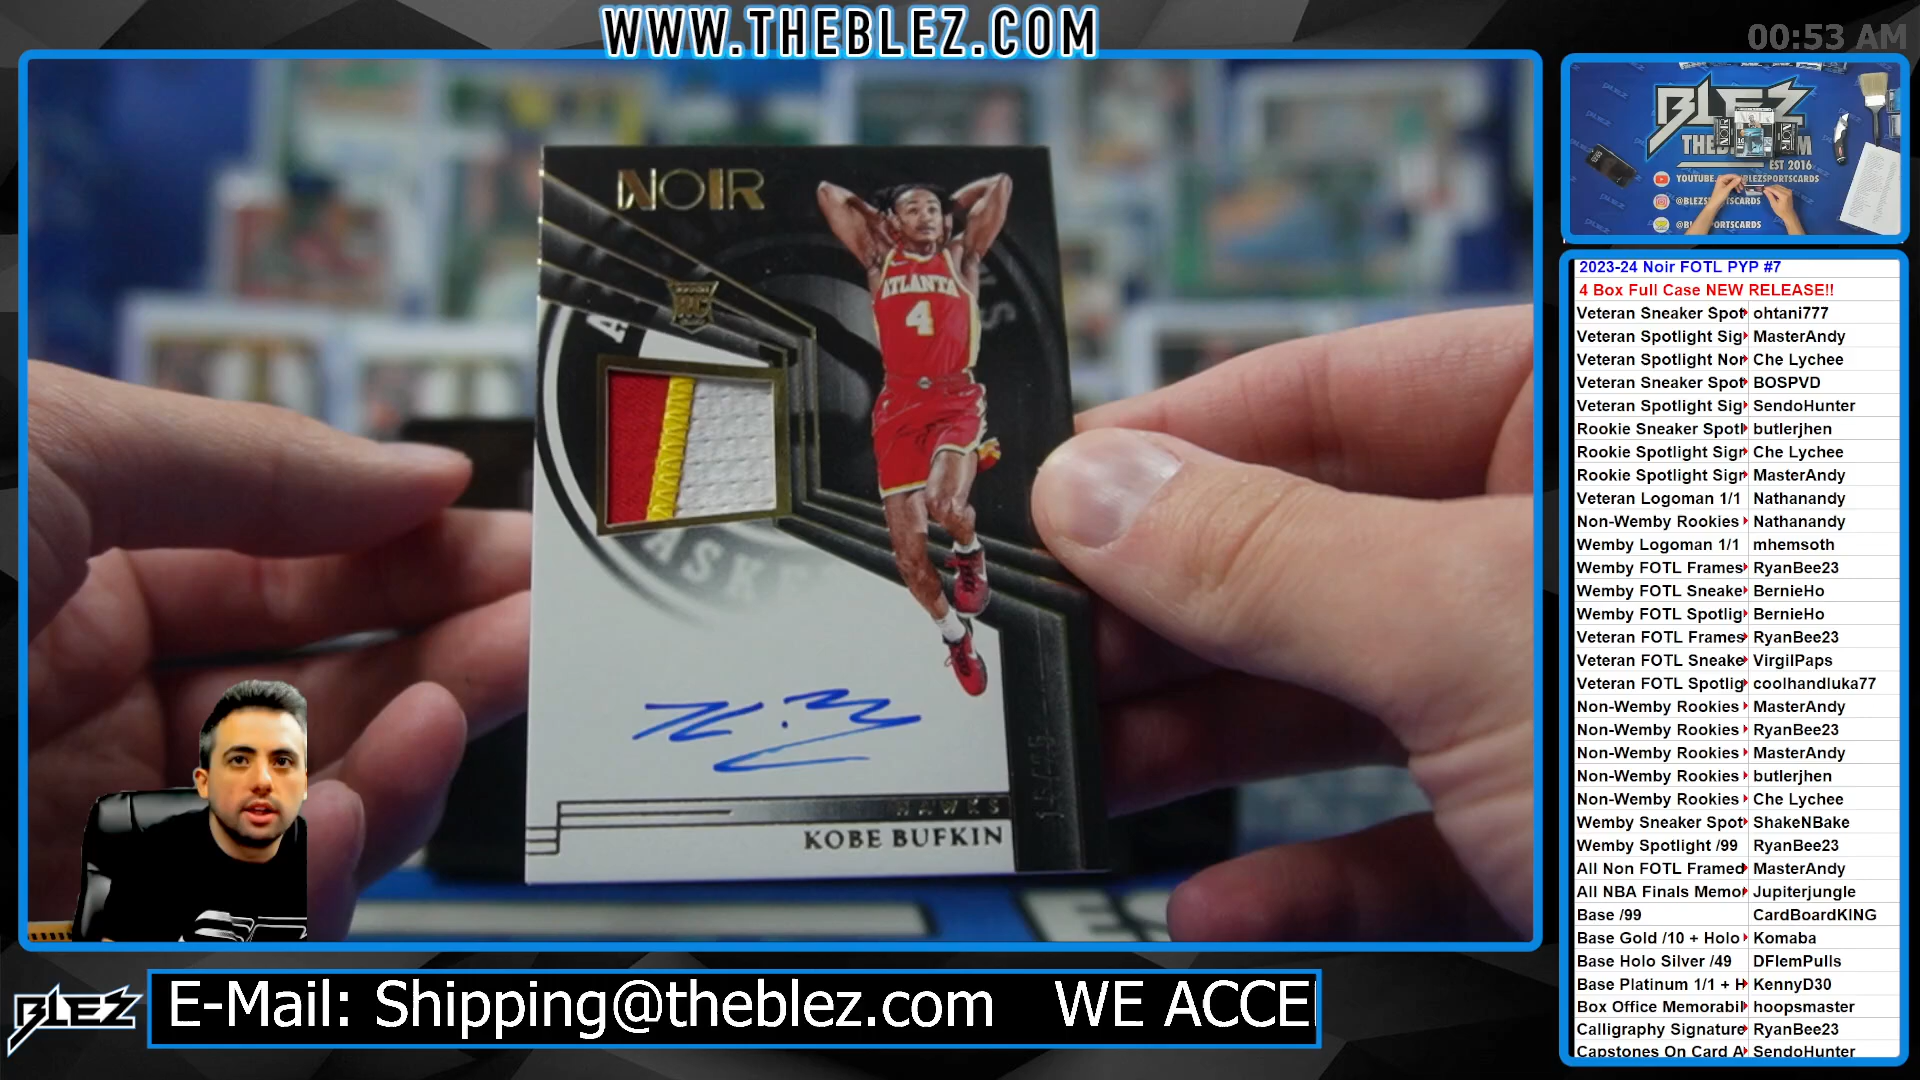 WWW.THEBLEZ.COM
00:53 AM
NOIR
RC
ATLANTA
4
HAWKS
KOBE BUFKIN
BLEZ
EST 2016
@BLEZSPORTSCARDS
2023-24 Noir FOTL PYP #7
4 Box Full Case NEW RELEASE!!
Veteran Sneaker Spot ohtani777
Veteran Spotlight Sig MasterAndy
Veteran Spotlight Nor Che Lychee
Veteran Sneaker Spot BOSPVD
Veteran Spotlight Sig SendoHunter
Rookie Sneaker Spotl butlerjhen
Rookie Spotlight Sigr Che Lychee
Rookie Spotlight Sigr MasterAndy
Veteran Logoman 1/1 Nathanandy
Non-Wemby Rookies Nathanandy
Wemby Logoman 1/1 mhemsoth
Wemby FOTL Frames RyanBee23
Wemby FOTL Sneake BernieHo
Wemby FOTL Spotlig BernieHo
Veteran FOTL Frames RyanBee23
Veteran FOTL Sneake VirgilPaps
Veteran FOTL Spotlig coolhandluka77
Non-Wemby Rookies MasterAndy
Non-Wemby Rookies RyanBee23
Non-Wemby Rookies MasterAndy
Non-Wemby Rookies butlerjhen
Non-Wemby Rookies Che Lychee
Wemby Sneaker Spot ShakeNBake
Wemby Spotlight /99 RyanBee23
All Non FOTL Framed MasterAndy
All NBA Finals Memo Jupiterjungle
Base /99 CardBoardKING
Base Gold /10 + Holo Komaba
Base Holo Silver /49 DFlemPulls
Base Platinum 1/1 + H KennyD30
Box Office Memorabil hoopsmaster
Calligraphy Signature RyanBee23
Capstones On Card A SendoHunter
BLEZ
E-Mail: Shipping@theblez.com WE ACCE